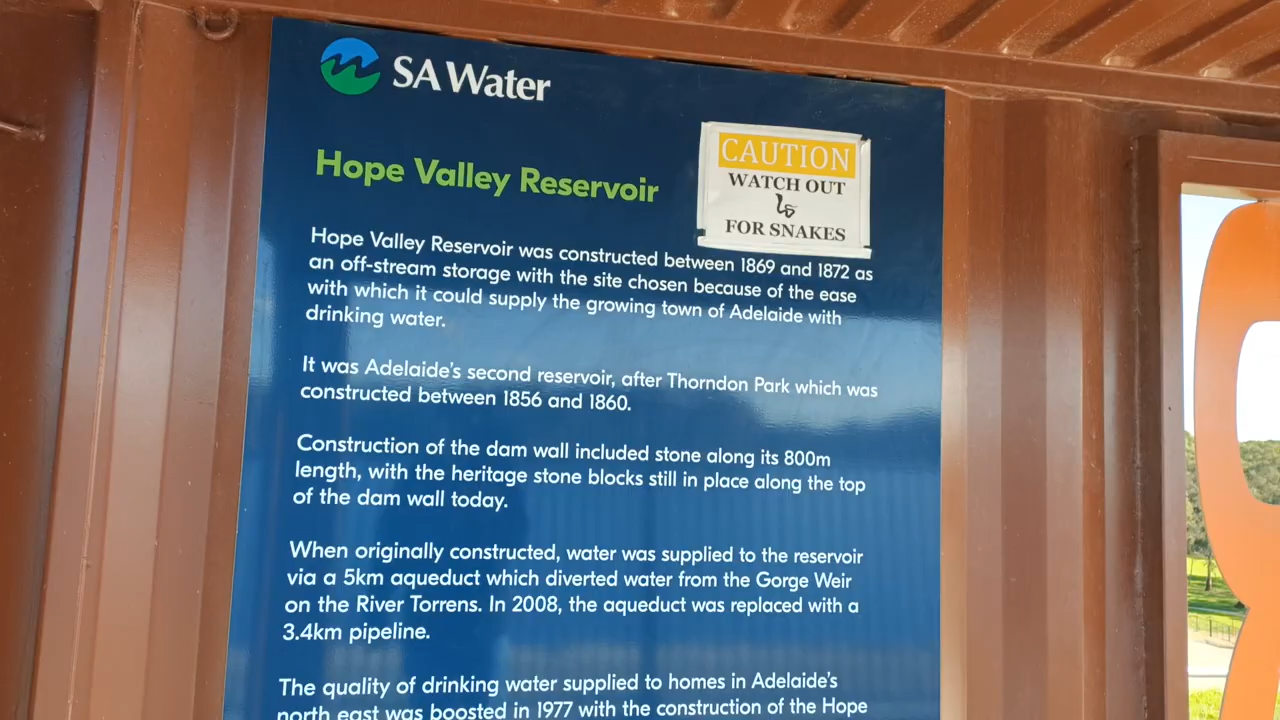 SA Water
CAUTION
WATCH OUT
FOR SNAKES
Hope Valley Reservoir
Hope Valley Reservoir was constructed between 1869 and 1872 as
an off-stream storage with the site chosen because of the ease
with which it could supply the growing town of Adelaide with
drinking water.
It was Adelaide's second reservoir, after Thorndon Park which was
constructed between 1856 and 1860.
Construction of the dam wall included stone along its 800m
length, with the heritage stone blocks still in place along the top
of the dam wall today.
When originally constructed, water was supplied to the reservoir
via a 5km aqueduct which diverted water from the Gorge Weir
on the River Torrens. In 2008, the aqueduct was replaced with a
3.4km pipeline.
The quality of drinking water supplied to homes in Adelaide's
north east was boosted in 1977 with the construction of the Hope